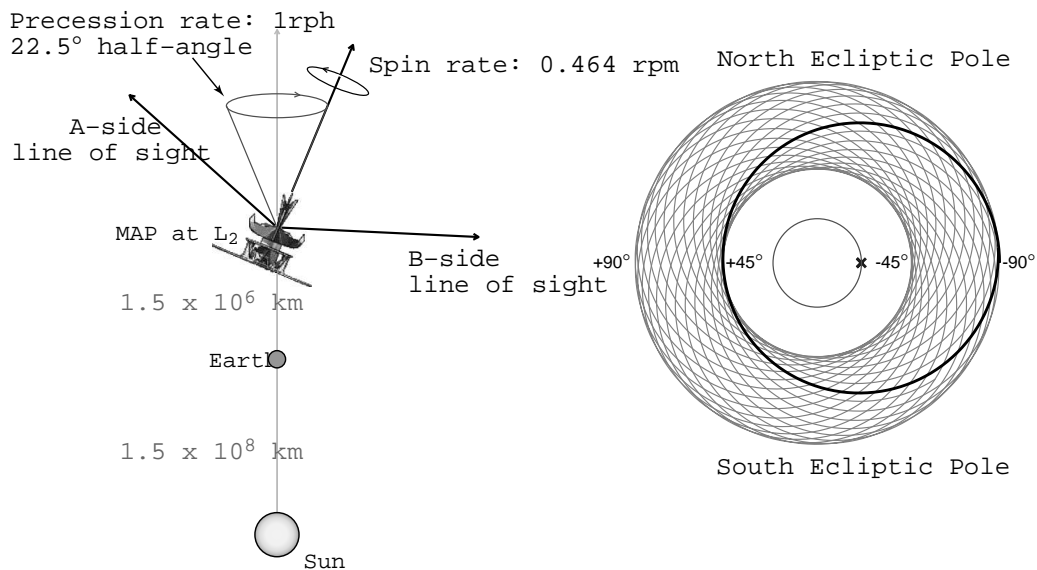 Precession rate: 1rph
22.5° half-angle
Spin rate: 0.464 rpm
A-side
line of sight
MAP at L₂
B-side
line of sight
1.5 x 10⁶ km
Earth
1.5 x 10⁸ km
Sun
North Ecliptic Pole
+90°
+45°
-45°
-90°
South Ecliptic Pole